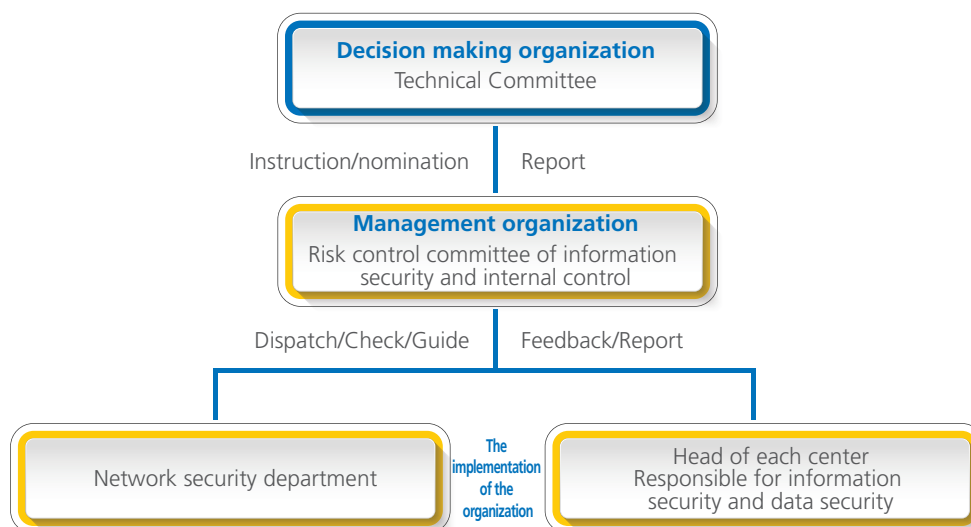 Decision making organization
Technical Committee
Instruction/nomination
Report
Management organization
Risk control committee of information
security and internal control
Dispatch/Check/Guide
Feedback/Report
Network security department
The
implementation
of the
organization
Head of each center
Responsible for information
security and data security